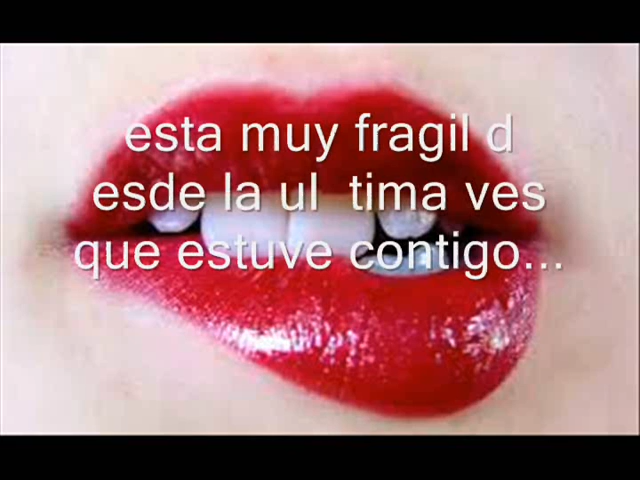 esta muy fragil d
esde la ul  tima ves
que estuve contigo...